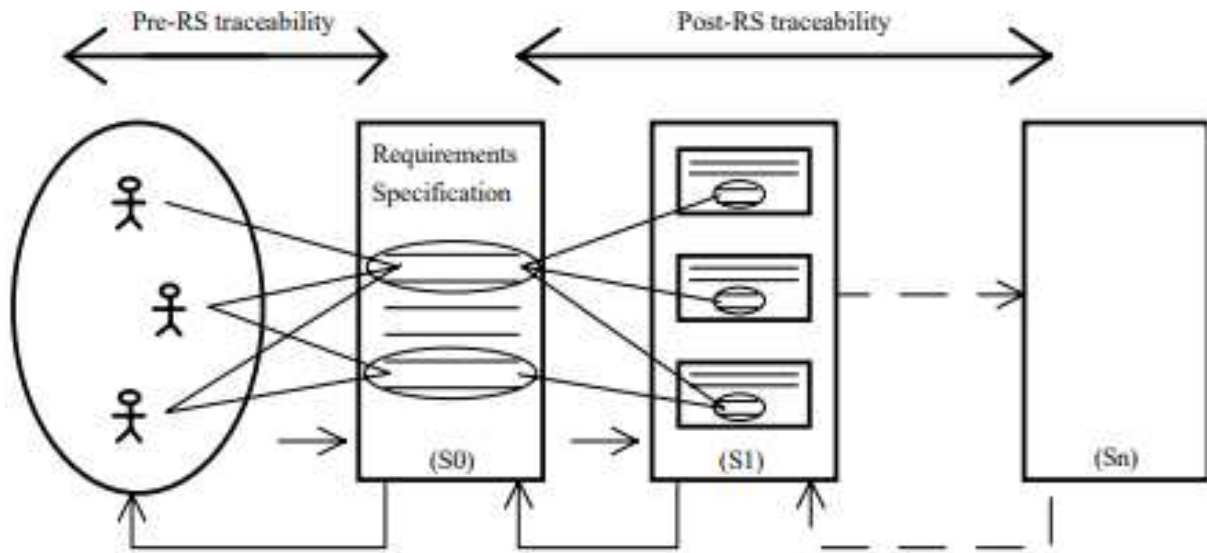 Pre-RS traceability
Post-RS traceability
Requirements
Specification
(S0)
(S1)
(Sn)